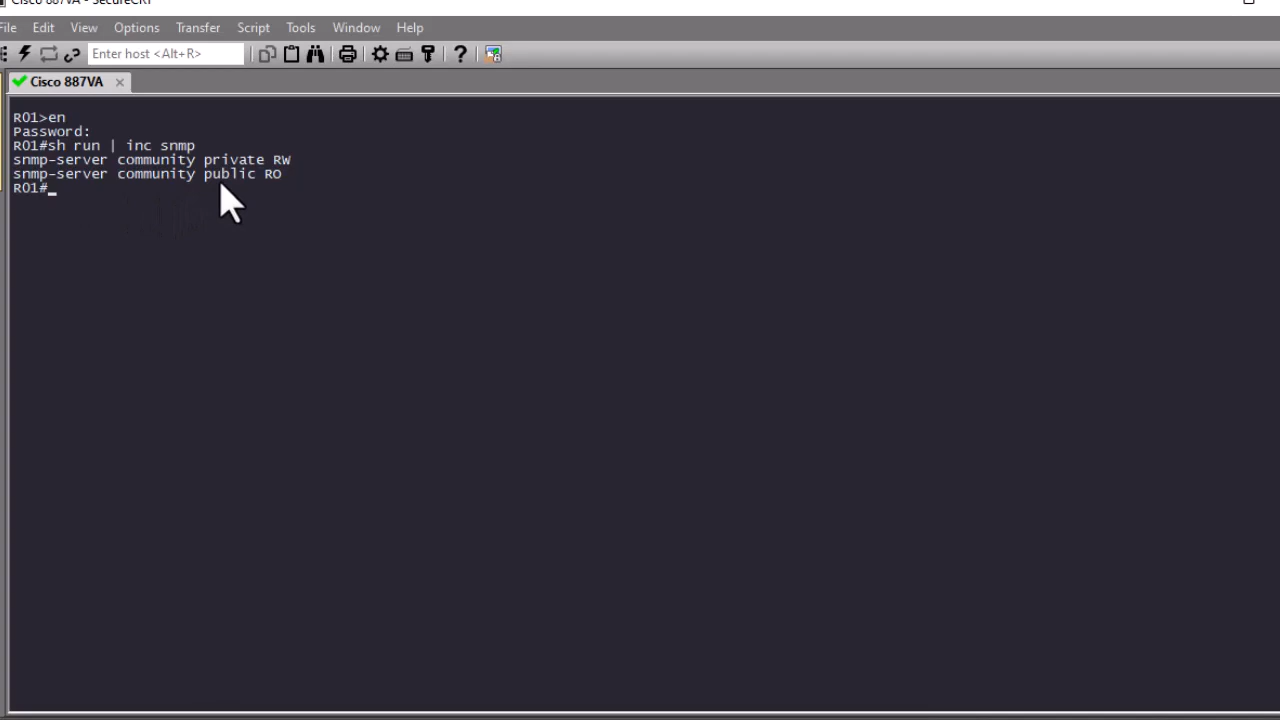 Cisco 887VA - SecureCRT
File Edit View Options Transfer Script Tools Window Help
Enter host <Alt+R>
Cisco 887VA
R01>en
Password:
R01#sh run | inc snmp
snmp-server community private RW
snmp-server community public RO
R01#